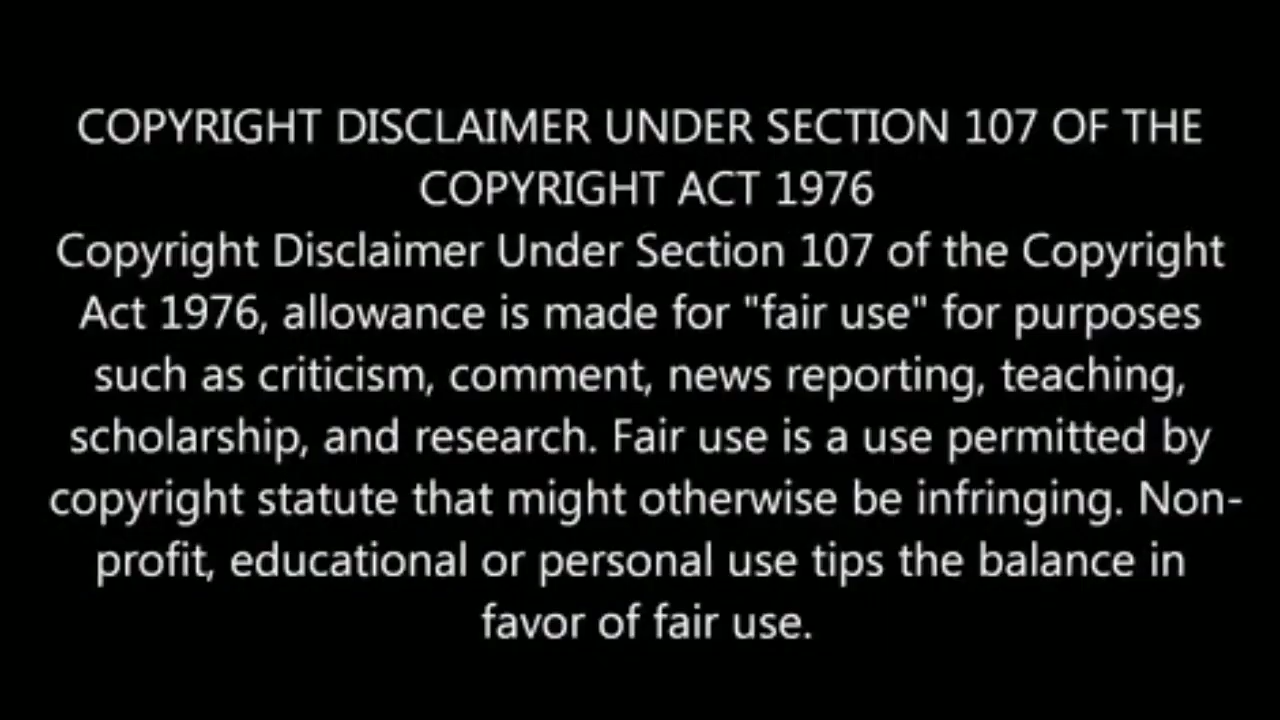 COPYRIGHT DISCLAIMER UNDER SECTION 107 OF THE
COPYRIGHT ACT 1976
Copyright Disclaimer Under Section 107 of the Copyright
Act 1976, allowance is made for "fair use" for purposes
such as criticism, comment, news reporting, teaching,
scholarship, and research. Fair use is a use permitted by
copyright statute that might otherwise be infringing. Non-
profit, educational or personal use tips the balance in
favor of fair use.